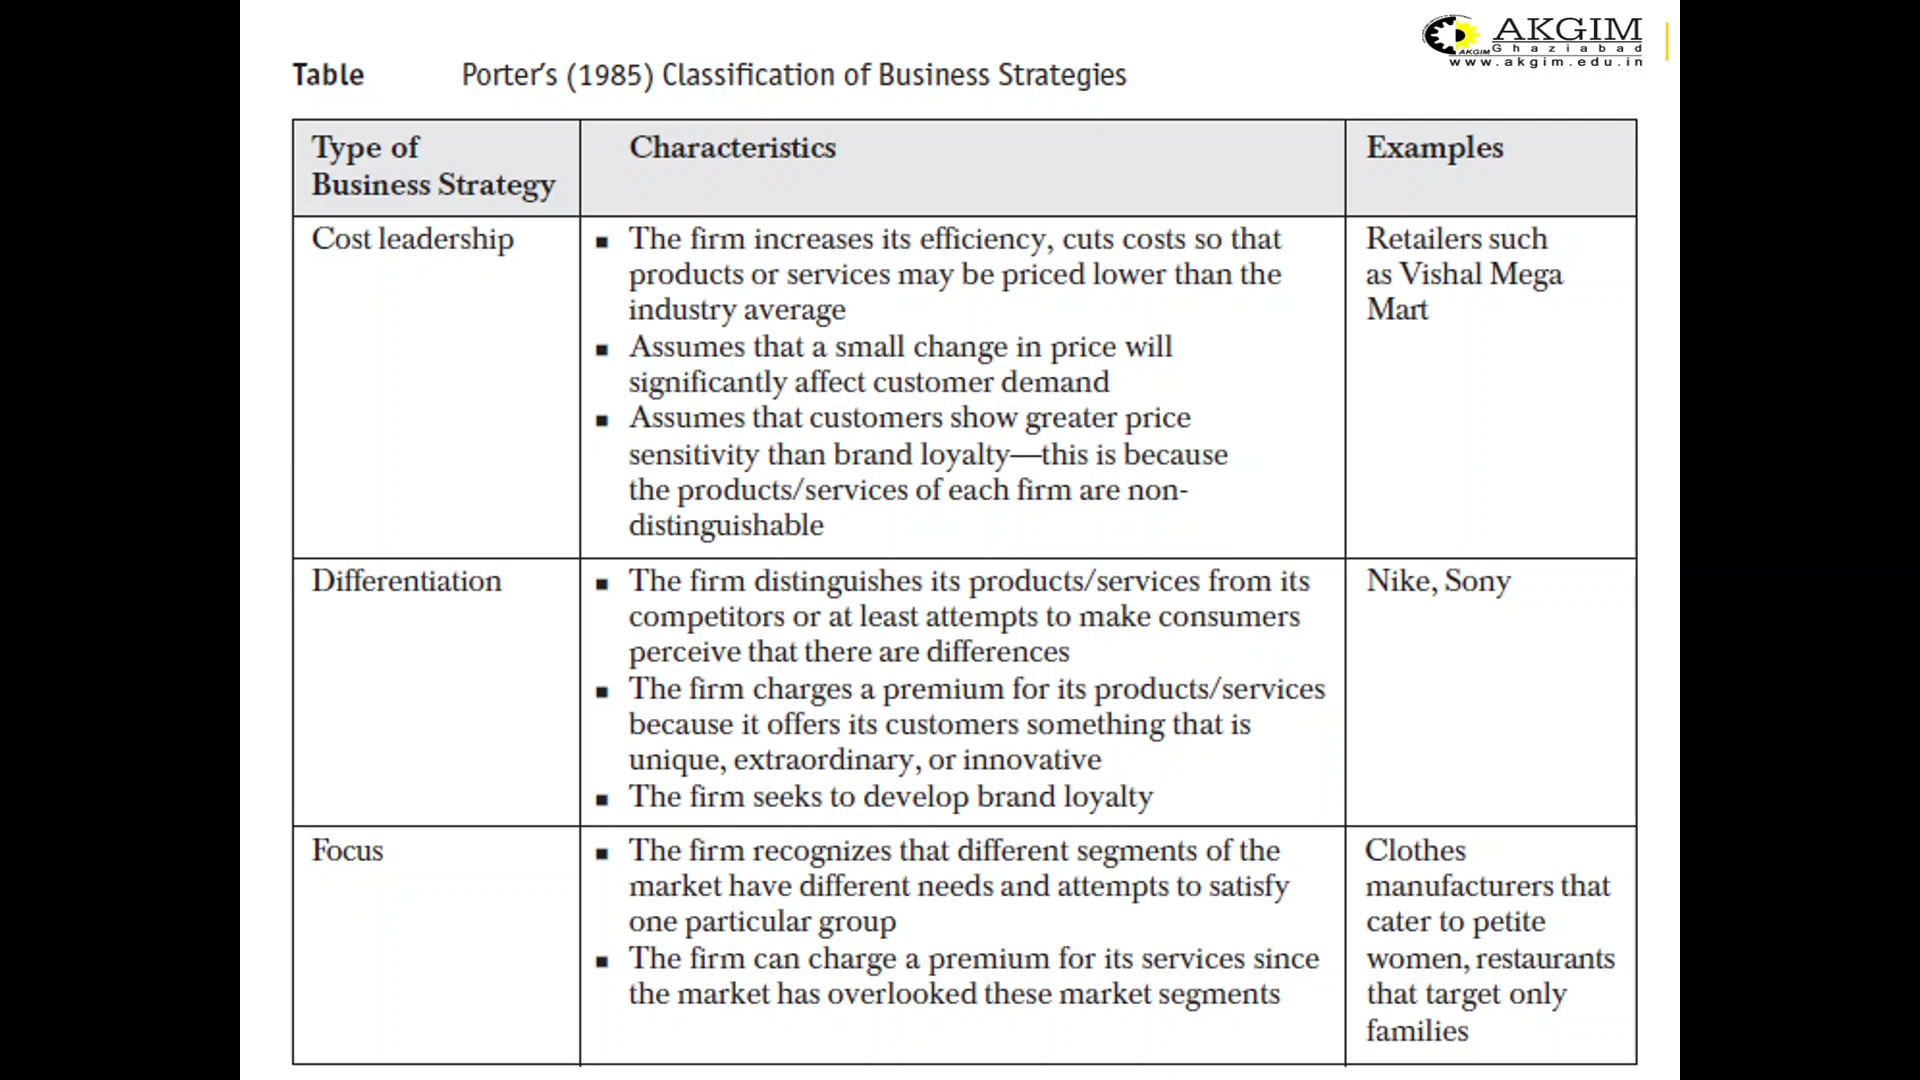 AKGIM
Ghaziabad
AKGIM
www.akgim.edu.in
Table Porter's (1985) Classification of Business Strategies
Type of
Business Strategy
Characteristics
Examples
Cost leadership
▪ The firm increases its efficiency, cuts costs so that
products or services may be priced lower than the
industry average
▪ Assumes that a small change in price will
significantly affect customer demand
▪ Assumes that customers show greater price
sensitivity than brand loyalty—this is because
the products/services of each firm are non-
distinguishable
Retailers such
as Vishal Mega
Mart
Differentiation
▪ The firm distinguishes its products/services from its
competitors or at least attempts to make consumers
perceive that there are differences
▪ The firm charges a premium for its products/services
because it offers its customers something that is
unique, extraordinary, or innovative
▪ The firm seeks to develop brand loyalty
Nike, Sony
Focus
▪ The firm recognizes that different segments of the
market have different needs and attempts to satisfy
one particular group
▪ The firm can charge a premium for its services since
the market has overlooked these market segments
Clothes
manufacturers that
cater to petite
women, restaurants
that target only
families